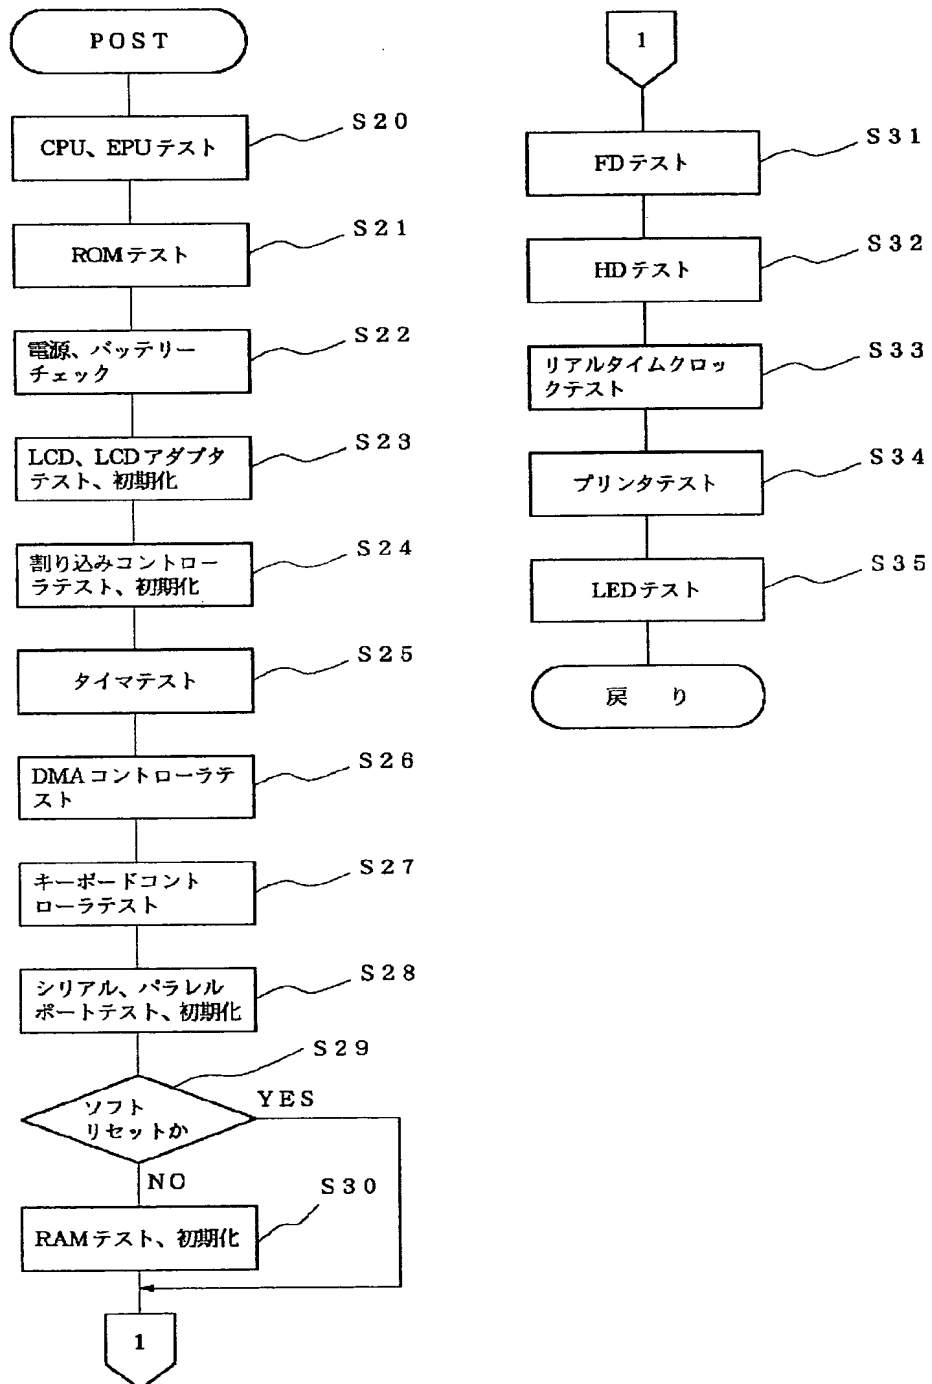 POST
CPU、EPUテスト
S20
ROMテスト
S21
電源、バッテリー
チェック
S22
LCD、LCDアダプタ
テスト、初期化
S23
割り込みコントロー
ラテスト、初期化
S24
タイマテスト
S25
DMAコントローラテ
スト
S26
キーボードコント
ローラテスト
S27
シリアル、パラレル
ポートテスト、初期化
S28
S29
ソフト
リセットか
YES
NO
S30
RAMテスト、初期化
1
1
FDテスト
S31
HDテスト
S32
リアルタイムクロッ
クテスト
S33
プリンタテスト
S34
LEDテスト
S35
戻り